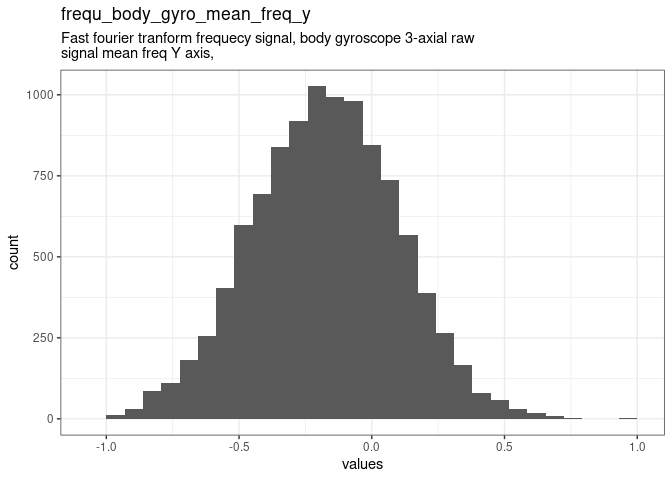 frequ_body_gyro_mean_freq_y
Fast fourier tranform frequecy signal, body gyroscope 3-axial raw
signal mean freq Y axis,
1000
750
500
250
0
count
-1.0
-0.5
0.0
0.5
1.0
values